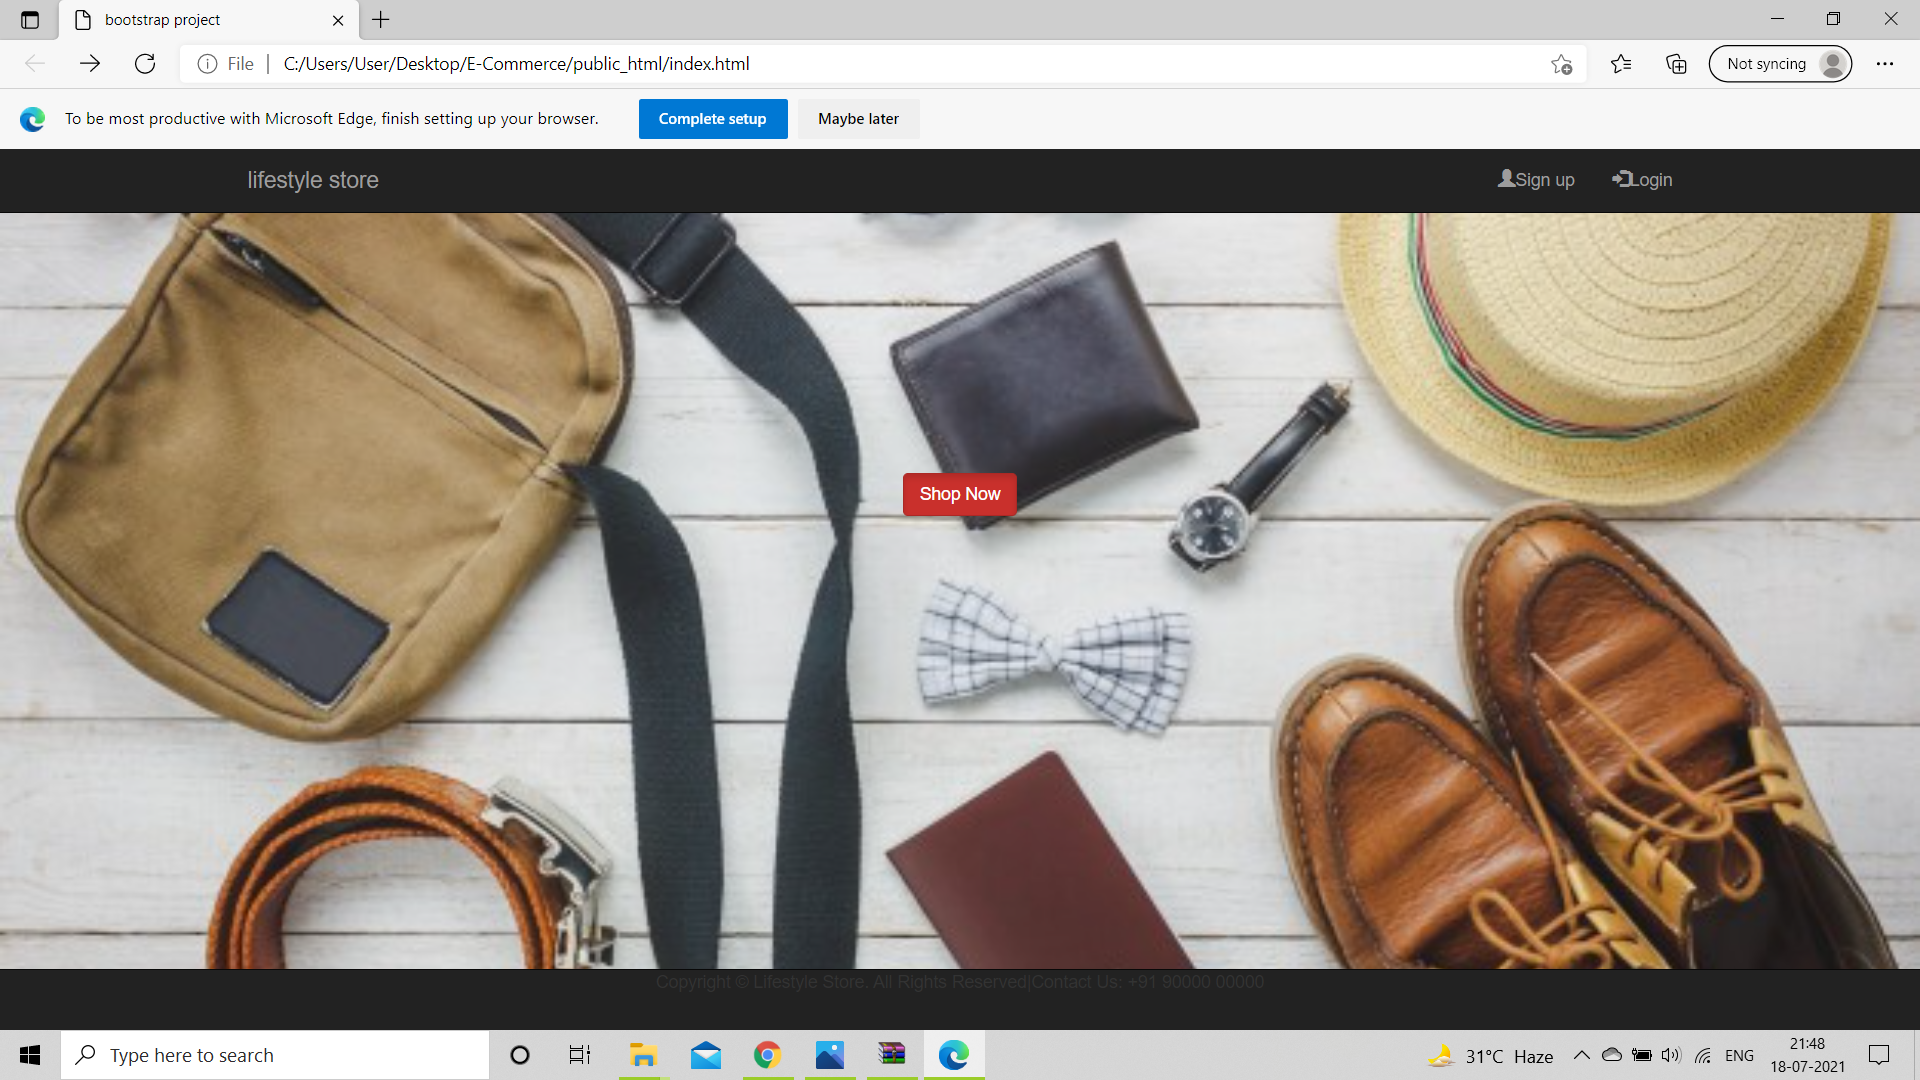 bootstrap project
File
C:/Users/User/Desktop/E-Commerce/public_html/index.html
Not syncing
To be most productive with Microsoft Edge, finish setting up your browser.
Complete setup
Maybe later
lifestyle store
Sign up
Login
Shop Now
Copyright © Lifestyle Store. All Rights Reserved|Contact Us: +91 90000 00000
Type here to search
31°C Haze
ENG
21:48
18-07-2021